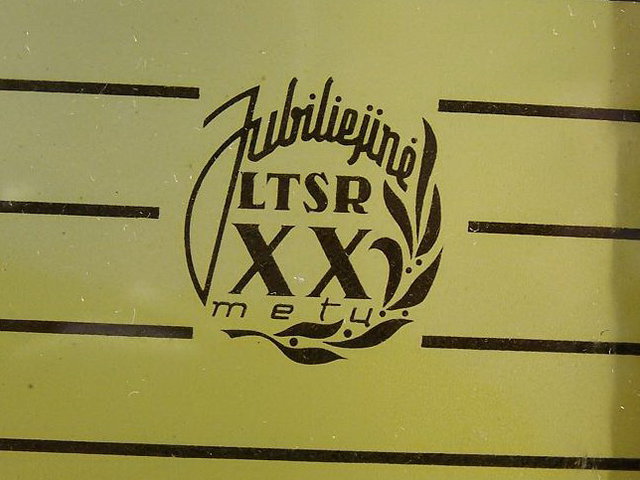 Jubiliejinė
LTSR
XX
metų